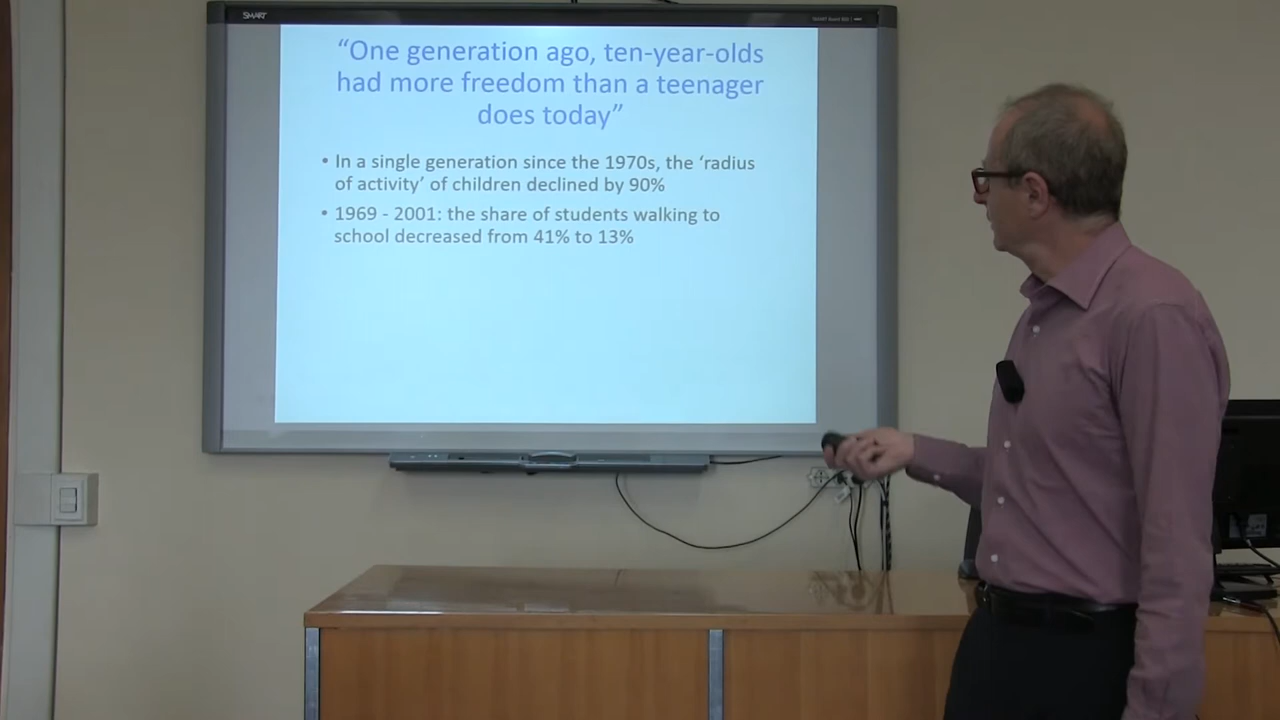 SMART
“One generation ago, ten-year-olds
had more freedom than a teenager
does today”
• In a single generation since the 1970s, the ‘radius
of activity’ of children declined by 90%
• 1969 - 2001: the share of students walking to
school decreased from 41% to 13%